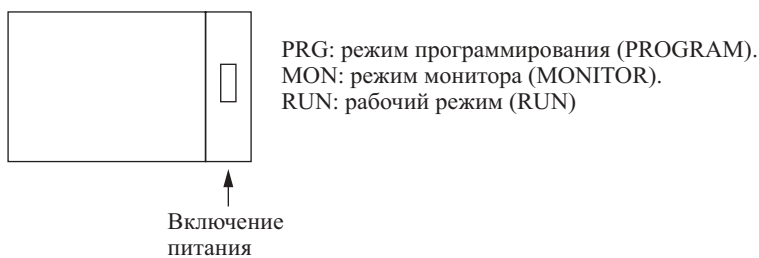 PRG: режим программирования (PROGRAM).
MON: режим монитора (MONITOR).
RUN: рабочий режим (RUN)
Включение
питания